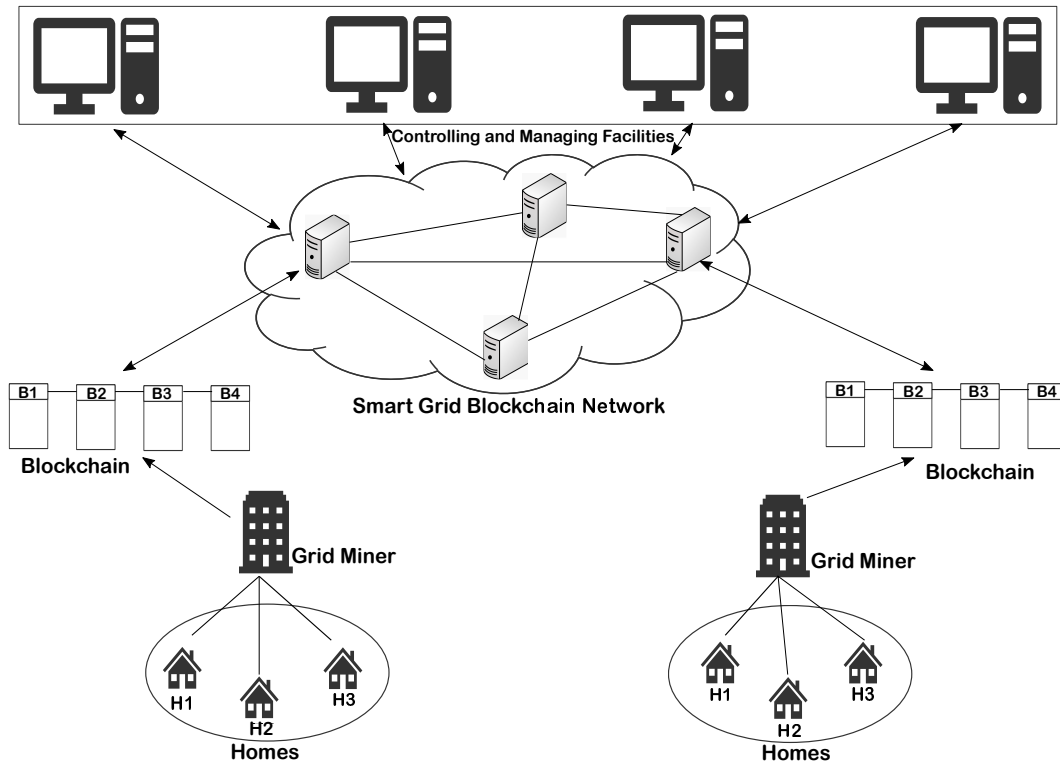 Controlling and Managing Facilities
Smart Grid Blockchain Network
B1 B2 B3 B4
Blockchain
B1 B2 B3 B4
Blockchain
Grid Miner
Grid Miner
H1
H2
H3
Homes
H1
H2
H3
Homes